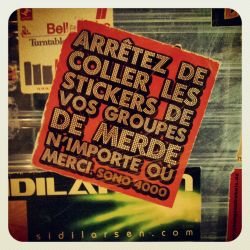 Bell
Turntabl
ARRÊTEZ DE
COLLER LES
STICKERS DE
VOS GROUPES
DE MERDE
N'IMPORTE OÙ
MERCI. SONO 4000
DILAR
sidilarsen.com